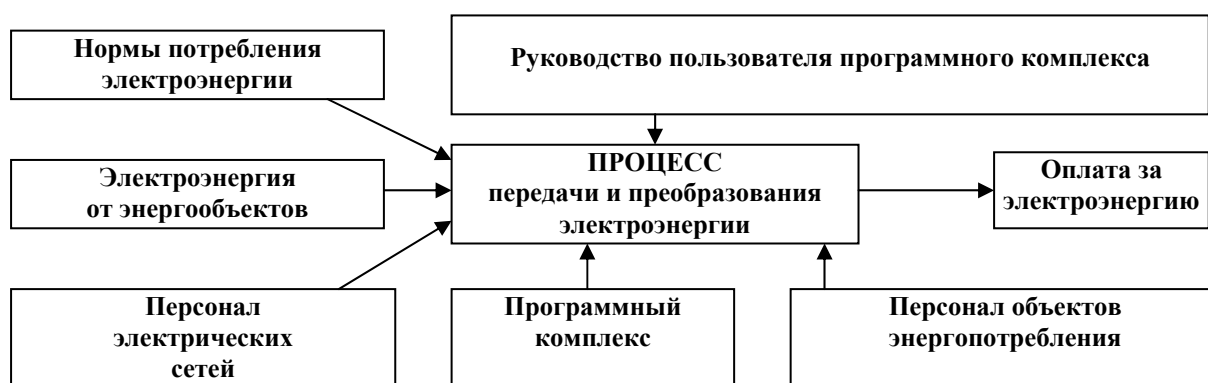 Нормы потребления
электроэнергии
Руководство пользователя программного комплекса
Электроэнергия
от энергообъектов
ПРОЦЕСС
передачи и преобразования
электроэнергии
Оплата за
электроэнергию
Персонал
электрических
сетей
Программный
комплекс
Персонал объектов
энергопотребления